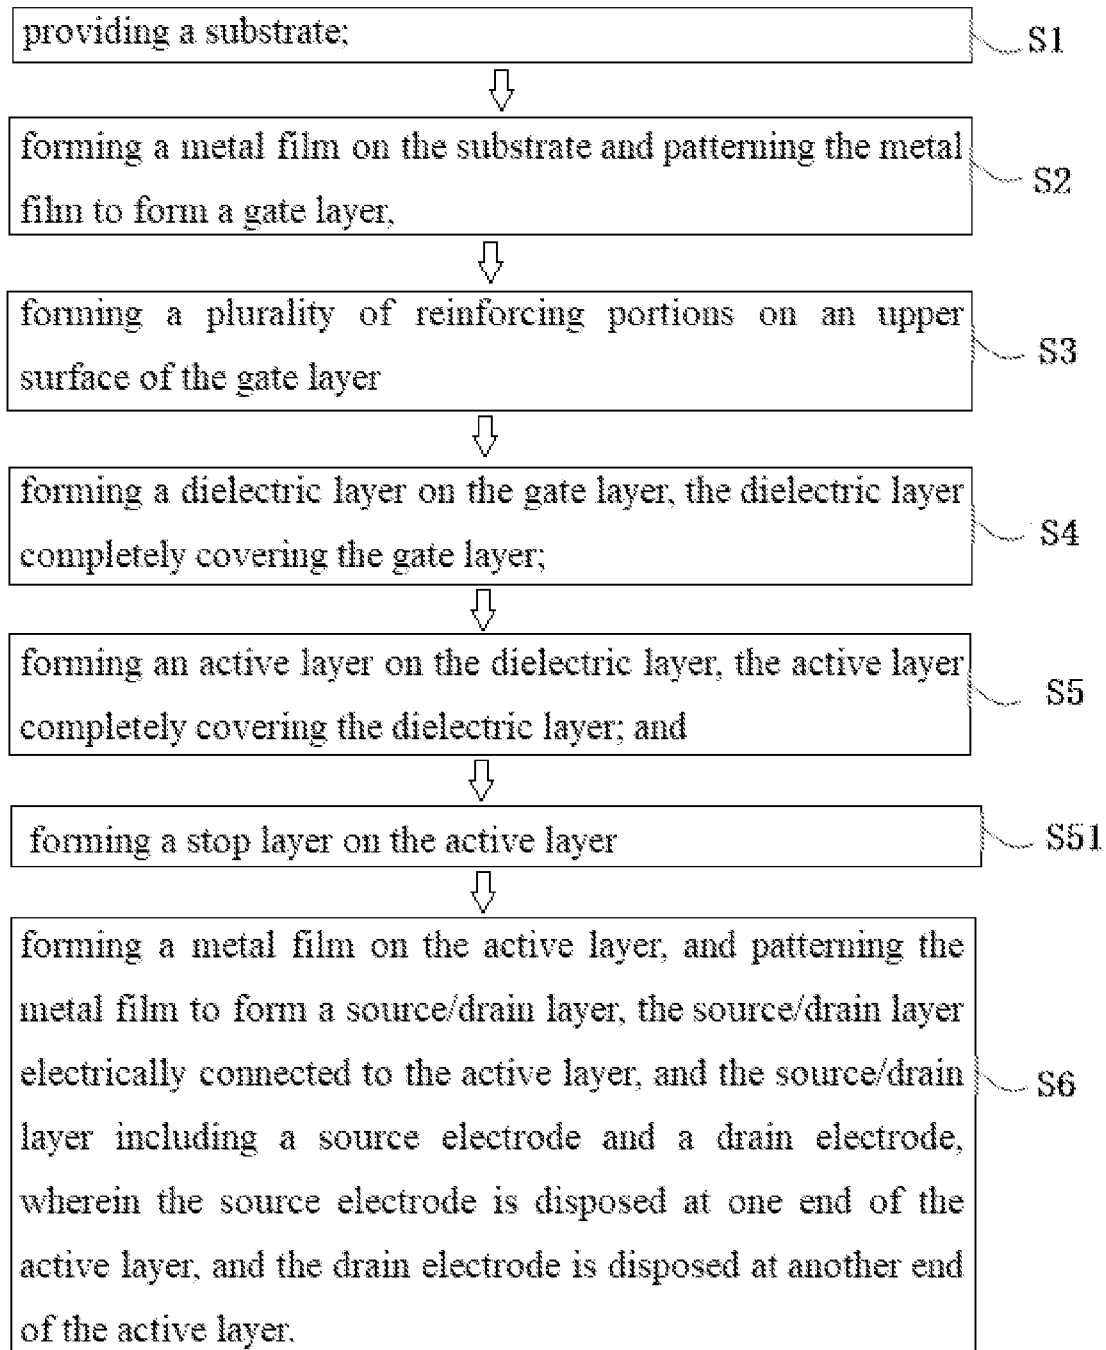 providing a substrate;
S1
forming a metal film on the substrate and patterning the metal
film to form a gate layer,
S2
forming a plurality of reinforcing portions on an upper
surface of the gate layer
S3
forming a dielectric layer on the gate layer, the dielectric layer
completely covering the gate layer;
S4
forming an active layer on the dielectric layer, the active layer
completely covering the dielectric layer; and
S5
forming a stop layer on the active layer
S51
forming a metal film on the active layer, and patterning the
metal film to form a source/drain layer, the source/drain layer
electrically connected to the active layer, and the source/drain
layer including a source electrode and a drain electrode,
wherein the source electrode is disposed at one end of the
active layer, and the drain electrode is disposed at another end
of the active layer.
S6